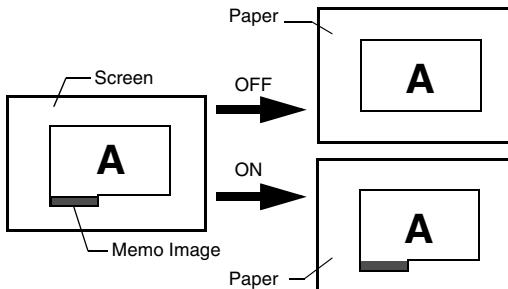 Paper
Screen
OFF
A
A
ON
A
Memo Image
Paper